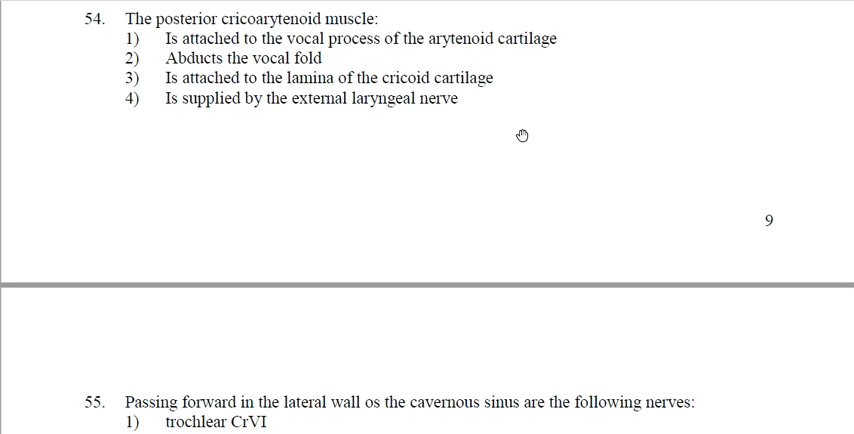 54. The posterior cricoarytenoid muscle:
1) Is attached to the vocal process of the arytenoid cartilage
2) Abducts the vocal fold
3) Is attached to the lamina of the cricoid cartilage
4) Is supplied by the external laryngeal nerve
9
55. Passing forward in the lateral wall os the cavernous sinus are the following nerves:
1) trochlear CrVI